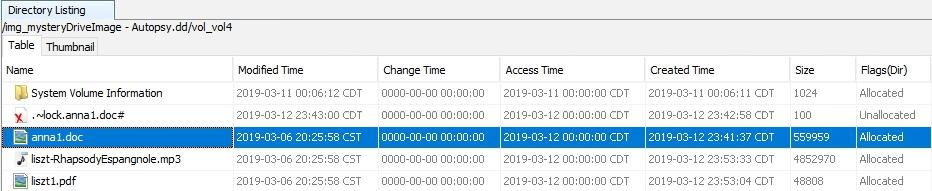 Directory Listing
/img_mysteryDriveImage - Autopsy.dd/vol_vol4
Table Thumbnail
Name Modified Time Change Time Access Time Created Time Size Flags(Dir)
System Volume Information 2019-03-11 00:06:12 CDT 0000-00-00 00:00:00 2019-03-11 00:00:00 CDT 2019-03-11 00:06:11 CDT 1024 Allocated
.~lock.anna1.doc# 2019-03-12 23:43:00 CDT 0000-00-00 00:00:00 2019-03-12 00:00:00 CDT 2019-03-12 23:42:58 CDT 100 Unallocated
anna1.doc 2019-03-06 20:25:58 CST 0000-00-00 00:00:00 2019-03-12 00:00:00 CDT 2019-03-12 23:41:37 CDT 559959 Allocated
liszt-RhapsodyEspangnole.mp3 2019-03-06 20:25:58 CST 0000-00-00 00:00:00 2019-03-12 00:00:00 CDT 2019-03-12 23:53:33 CDT 4852970 Allocated
liszt1.pdf 2019-03-06 20:25:58 CST 0000-00-00 00:00:00 2019-03-12 00:00:00 CDT 2019-03-12 23:53:04 CDT 48808 Allocated